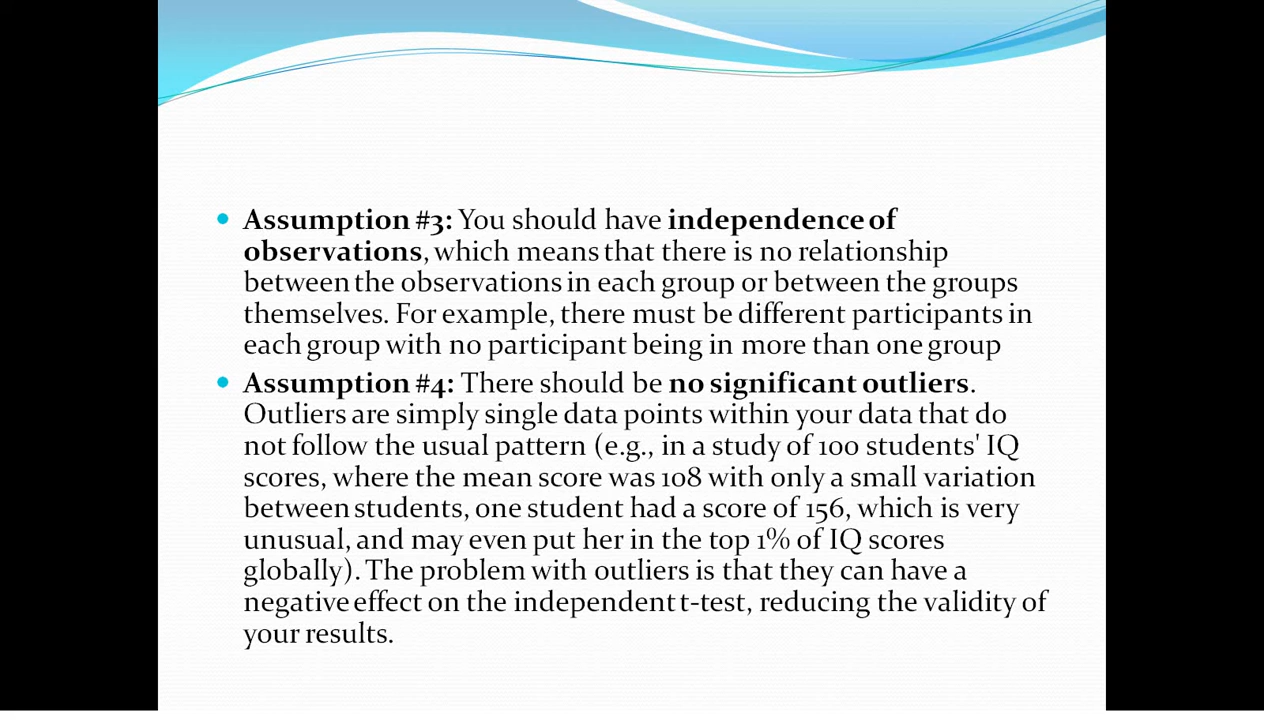 Assumption #3: You should have independence of
observations, which means that there is no relationship
between the observations in each group or between the groups
themselves. For example, there must be different participants in
each group with no participant being in more than one group
Assumption #4: There should be no significant outliers.
Outliers are simply single data points within your data that do
not follow the usual pattern (e.g., in a study of 100 students' IQ
scores, where the mean score was 108 with only a small variation
between students, one student had a score of 156, which is very
unusual, and may even put her in the top 1% of IQ scores
globally). The problem with outliers is that they can have a
negative effect on the independent t-test, reducing the validity of
your results.